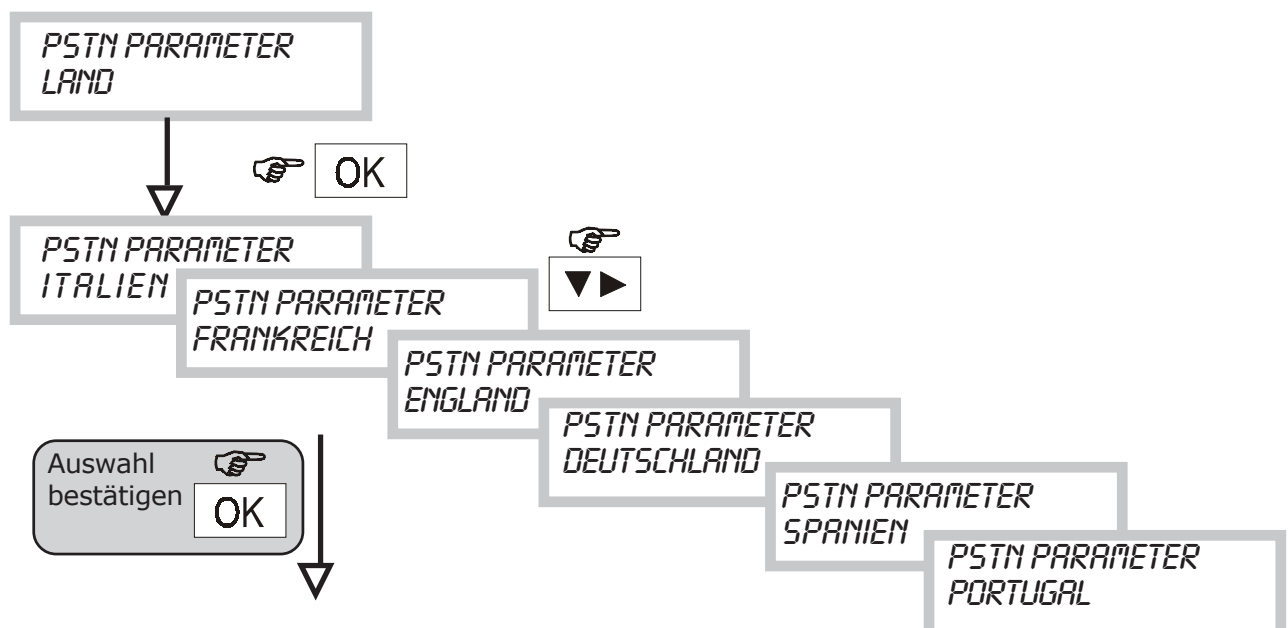 PSTN PARAMETER
LAND
OK
PSTN PARAMETER
ITALIEN
PSTN PARAMETER
FRANKREICH
PSTN PARAMETER
ENGLAND
PSTN PARAMETER
DEUTSCHLAND
Auswahl
bestätigen
OK
PSTN PARAMETER
SPANIEN
PSTN PARAMETER
PORTUGAL